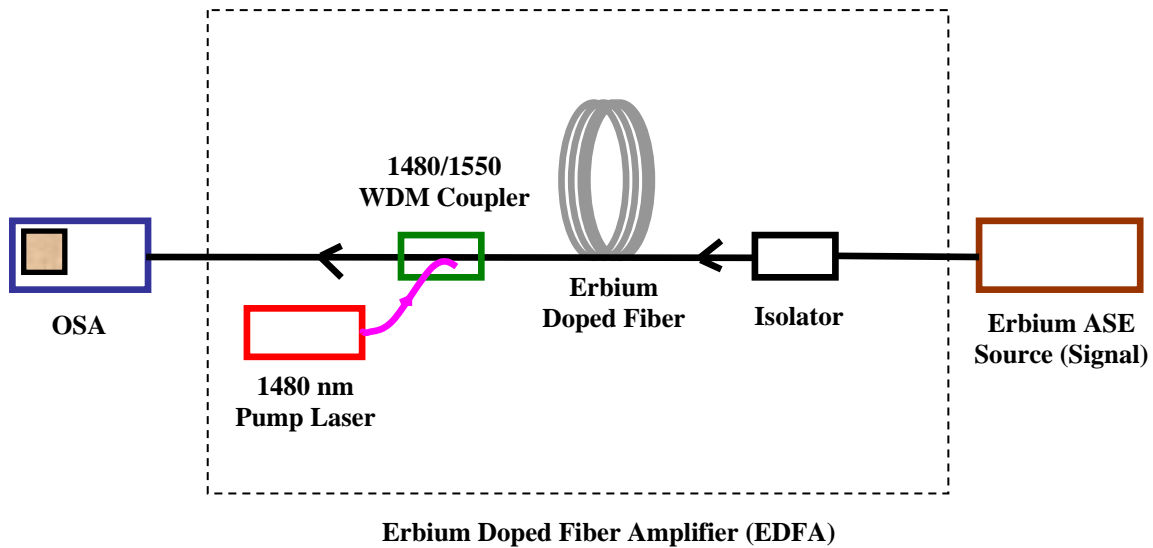 1480/1550
WDM Coupler
OSA
1480 nm
Pump Laser
Erbium
Doped Fiber
Isolator
Erbium ASE
Source (Signal)
Erbium Doped Fiber Amplifier (EDFA)